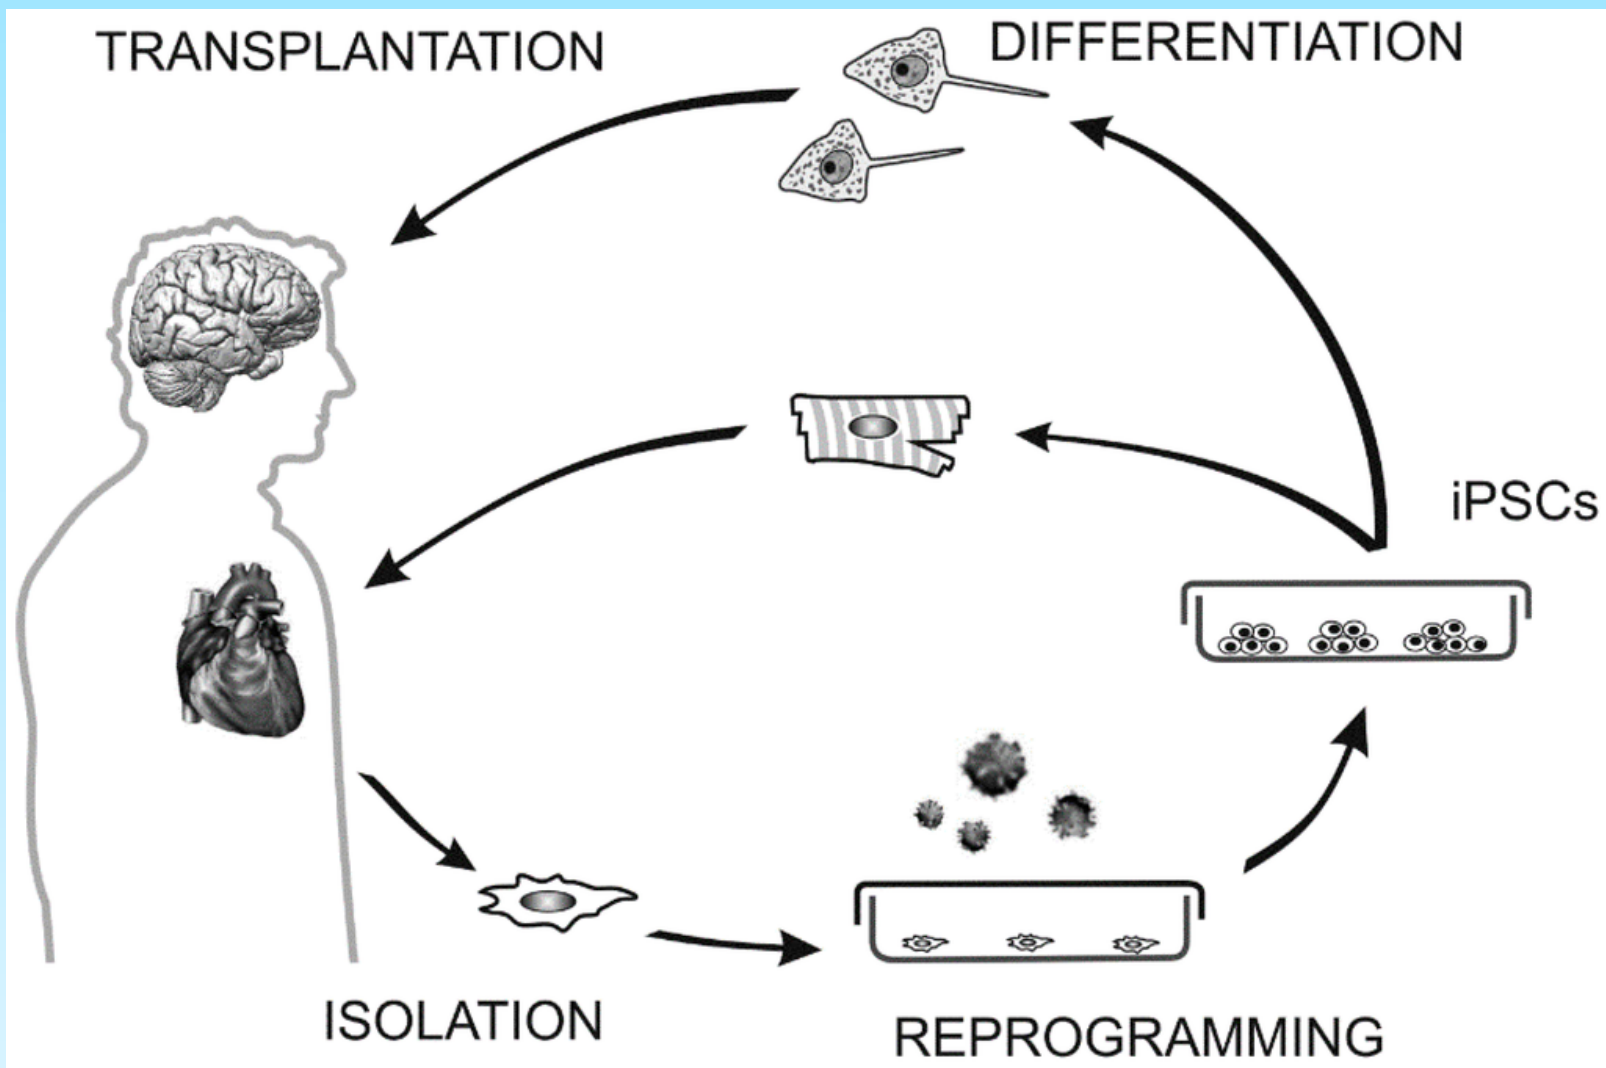 TRANSPLANTATION
DIFFERENTIATION
iPSCs
ISOLATION
REPROGRAMMING